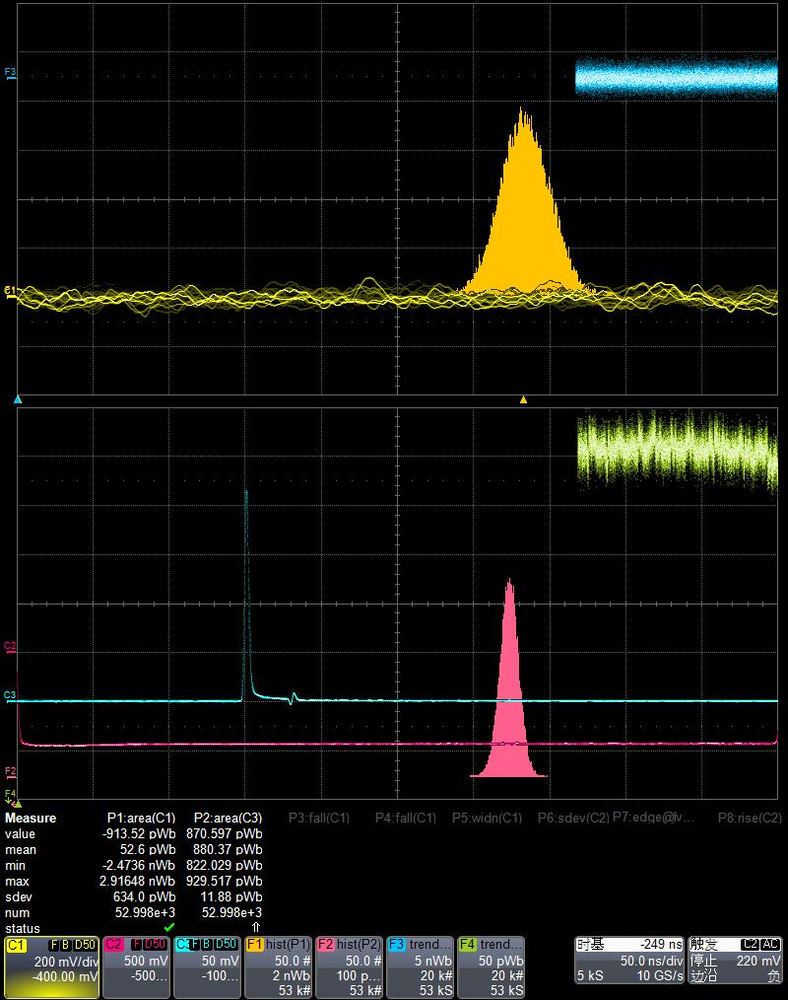 F3
C1
C2
C3
F2
F4
Measure P1:area(C1) P2:area(C3) P3:fall(C1) P4:fall(C1) P5:widn(C1) P6:sdev(C2) P7:edge@lv... P8:rise(C2)
value -913.52 pWb 870.597 pWb
mean 52.6 pWb 880.37 pWb
min -2.4736 nWb 822.029 pWb
max 2.91648 nWb 929.517 pWb
sdev 634.0 pWb 11.88 pWb
num 52.998e+3 52.998e+3
status
C1 F B D50 C2 F D50 C3 F B D50 F1 hist(P1) F2 hist(P2) F3 trend... F4 trend... 时基 -249 ns 触发 C2 AC
200 mV/div 500 mV 50 mV 50.0 # 50.0 # 5 nWb 50 pWb 50.0 ns/div 停止 220 mV
-400.00 mV -500... -100... 2 nWb 100 p... 20 k# 20 k# 5 kS 10 GS/s 边沿 负
53 k# 53 k# 53 kS 53 kS